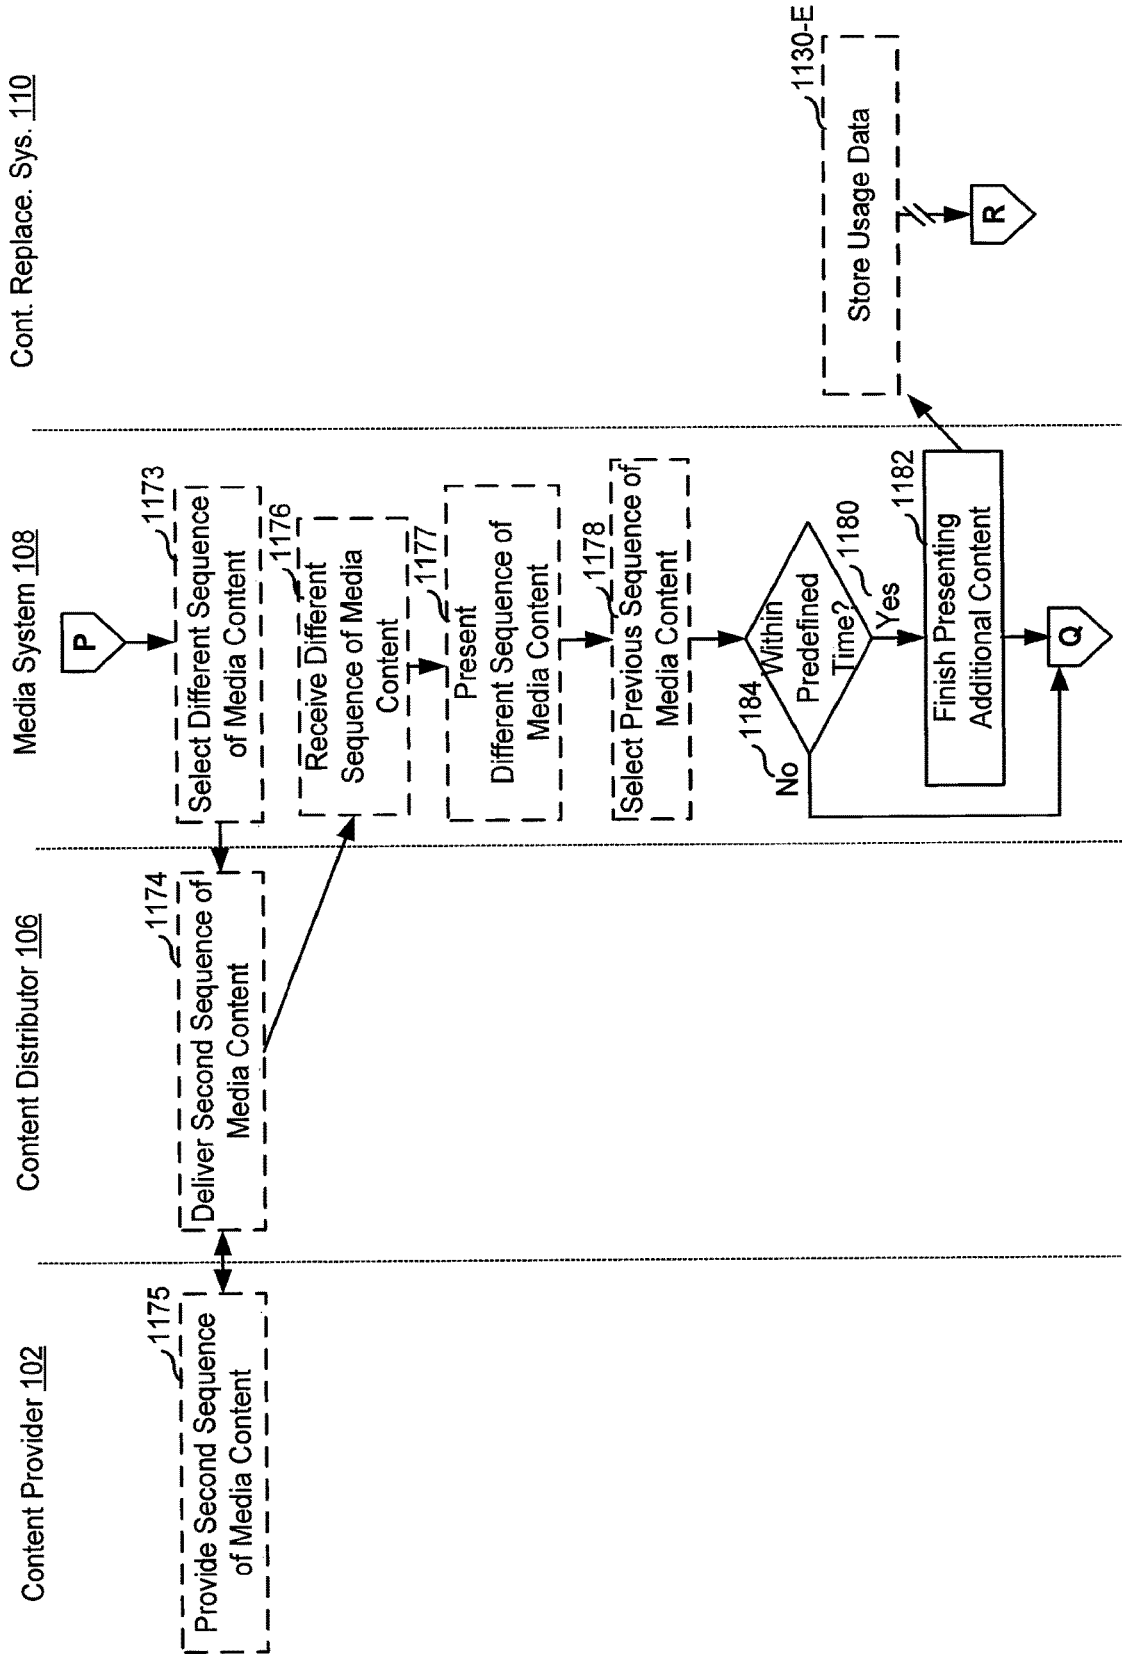 Content Provider 102
Content Distributor 106
Media System 108
Cont. Replace. Sys. 110
P
1173
Select Different Sequence
of Media Content
1174
Deliver Second Sequence of
Media Content
1175
Provide Second Sequence
of Media Content
1176
Receive Different
Sequence of Media
Content
1177
Present
Different Sequence of
Media Content
1178
Select Previous Sequence of
Media Content
Within
Predefined
Time?
1184
No
1180
Yes
1182
Finish Presenting
Additional Content
1130-E
Store Usage Data
Q
R